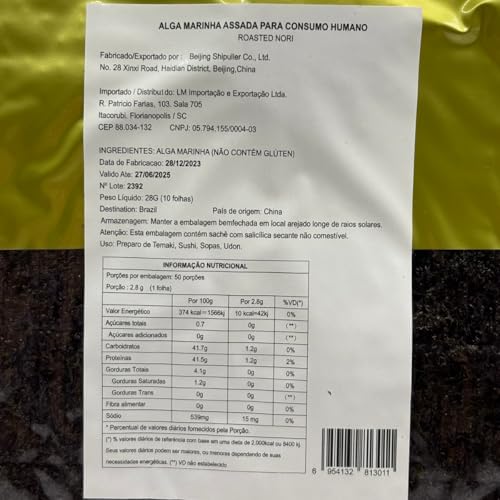 ALGA MARINHA ASSADA PARA CONSUMO HUMANO
ROASTED NORI
Fabricado/Exportado por : Beijing Shipuller Co., Ltd.
No. 28 Xinxi Road, Haidian District, Beijing,China
Importado / Distribuído: LM Importação e Exportação Ltda.
R. Patricio Farias, 103. Sala 705
Itacorubi. Florianopolis / SC
CEP 88.034-132 CNPJ: 05.794.155/0004-03
INGREDIENTES: ALGA MARINHA (NÃO CONTÉM GLÚTEN)
Data de Fabricacao: 28/12/2023
Valido Ate: 27/06/2025
Nº Lote: 2392
Peso Líquido: 28G (10 folhas)
Destination: Brazil País de origem: China
Armazenagem: Manter a embalagem bemfechada em local arejado longe de raios solares.
Atenção: Esta embalagem contém sachê com salicílica secante não comestível.
Uso: Preparo de Temaki, Sushi, Sopas, Udon.
INFORMAÇÃO NUTRICIONAL
Porções por embalagem: 50 porções
Porção : 2.8 g (1 folha)
Por 100g Por 2.8g %VD(*)
Valor Energético 374 kcal=1566kj 10 kcal=42kj 0%
Açúcares totais 0.7 0g (**)
Açúcares adicionados 0g 0g (**)
Carboidratos 41.7g 1.2g 0%
Proteínas 41.5g 1.2g 2%
Gorduras Totais 4.1g 0g 0%
Gorduras Saturadas 1.2g 0g 0%
Gorduras Trans 0g 0g (**)
Fibra alimentar 0g 0g 0%
Sódio 539mg 15 mg 0%
* Percentual de valores diários fornecidos pela Porção.
(*) % valores diários de referência com base em uma dieta de 2,000kcal ou 8400 kj.
Seus valores diários podem ser maiores, ou menores dependendo de suas
necessidades energéticas. (**) VD não estabelecido
6 954132 813011